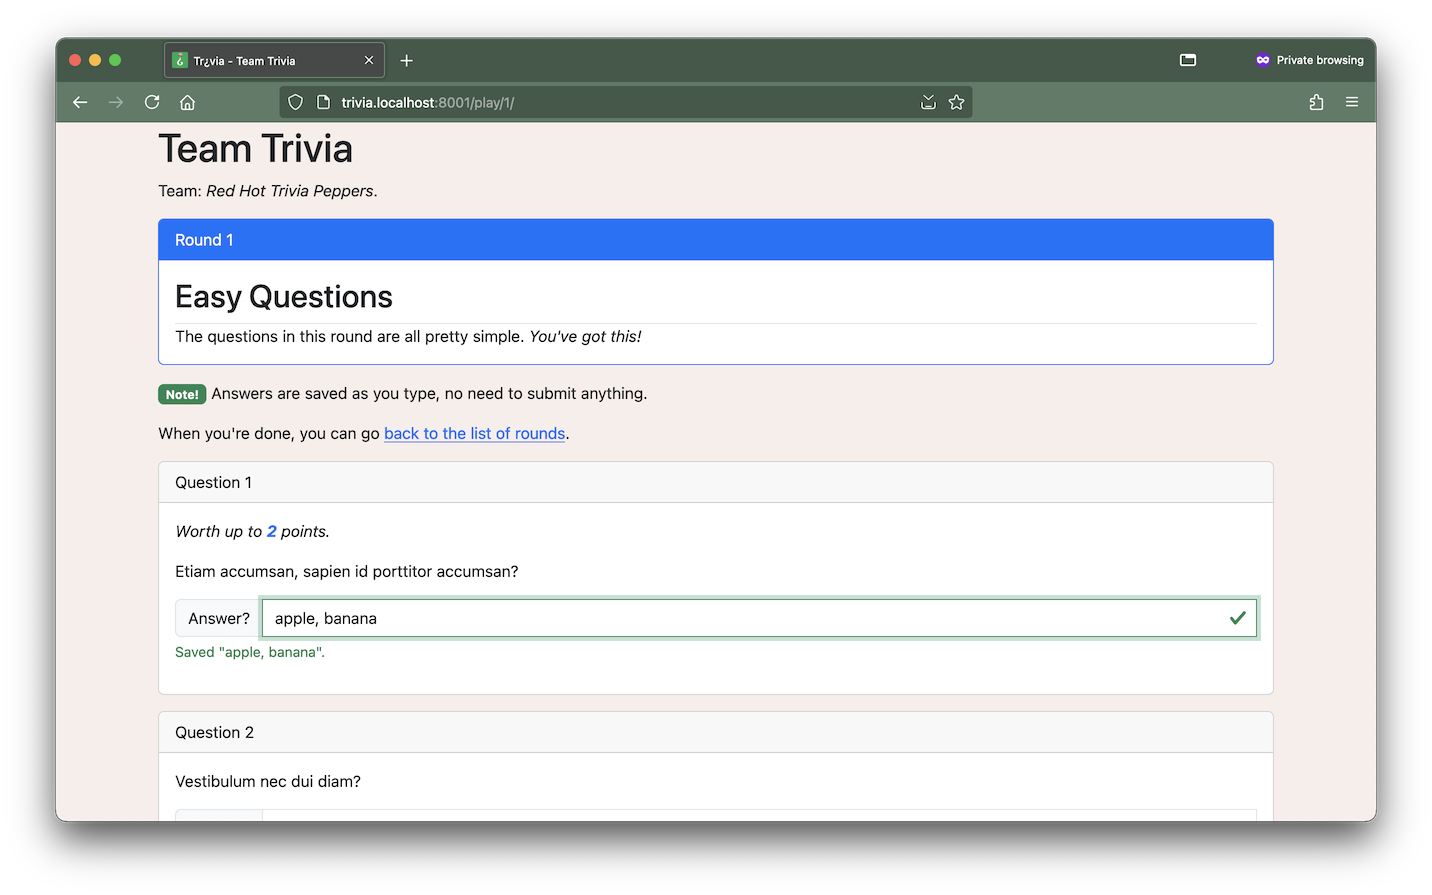 Tr¿via - Team Trivia
Private browsing
trivia.localhost:8001/play/1/
Team Trivia
Team: Red Hot Trivia Peppers.
Round 1
Easy Questions
The questions in this round are all pretty simple. You've got this!
Note! Answers are saved as you type, no need to submit anything.
When you're done, you can go back to the list of rounds.
Question 1
Worth up to 2 points.
Etiam accumsan, sapien id porttitor accumsan?
Answer? apple, banana
Saved "apple, banana".
Question 2
Vestibulum nec dui diam?